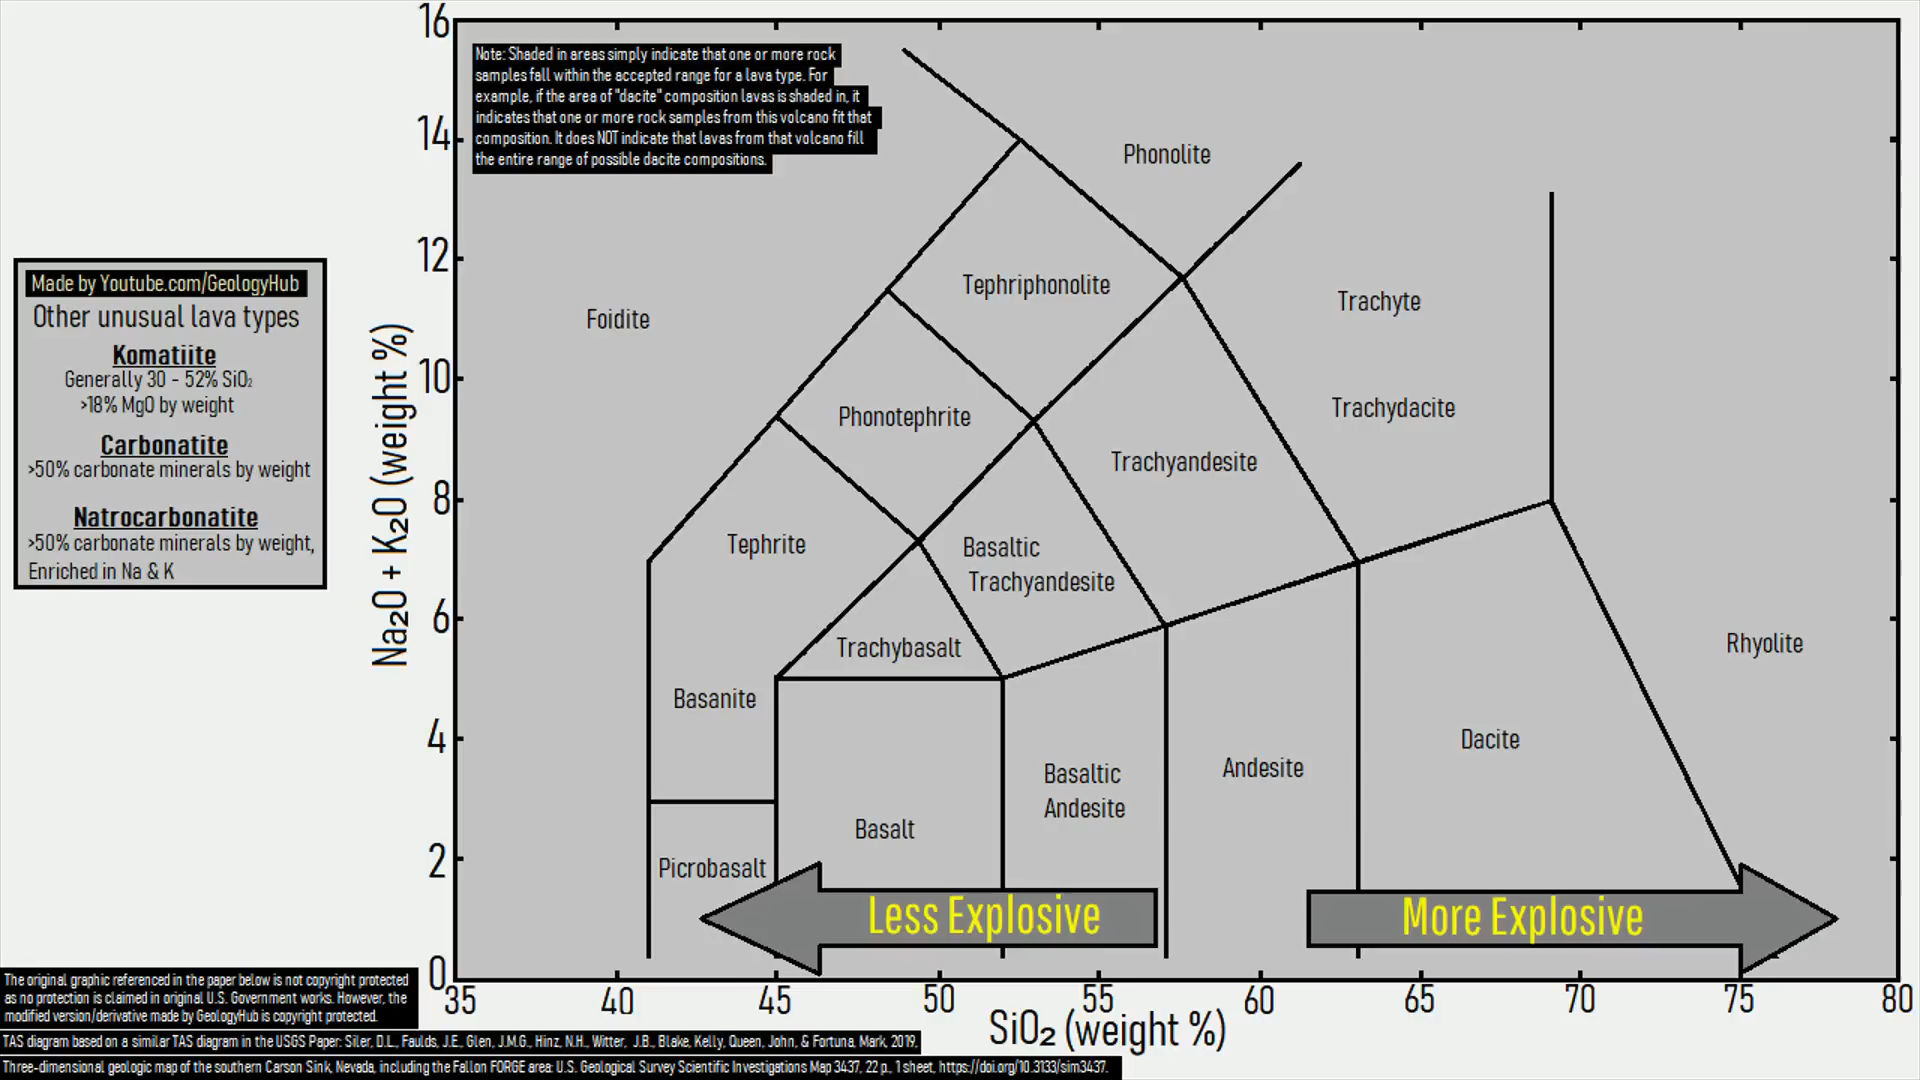 16
14
12
10
8
6
4
2
0
Na₂O + K₂O (weight %)
Note: Shaded in areas simply indicate that one or more rock
samples fall within the accepted range for a lava type. For
example, if the area of "dacite" composition lavas is shaded in, it
indicates that one or more rock samples from this volcano fit that
composition. It does NOT indicate that lavas from that volcano fill
the entire range of possible dacite compositions.
Phonolite
Tephriphonolite
Foidite
Trachyte
Trachydacite
Phonotephrite
Trachyandesite
Tephrite
Basaltic
Trachyandesite
Trachybasalt
Rhyolite
Basanite
Dacite
Andesite
Basaltic
Andesite
Basalt
Picrobasalt
Less Explosive
More Explosive
Made by Youtube.com/GeologyHub
Other unusual lava types
Komatiite
Generally 30 - 52% SiO₂
>18% MgO by weight
Carbonatite
>50% carbonate minerals by weight
Natrocarbonatite
>50% carbonate minerals by weight,
Enriched in Na & K
35 40 45 50 55 60 65 70 75 80
SiO₂ (weight %)
The original graphic referenced in the paper below is not copyright protected
as no protection is claimed in original U.S. Government works. However, the
modified version/derivative made by GeologyHub is copyright protected.
TAS diagram based on a similar TAS diagram in the USGS Paper: Siler, D.L., Faulds, J.E., Glen, J.M.G., Hinz, N.H., Witter, J.B., Blake, Kelly, Queen, John, & Fortuna, Mark, 2019,
Three-dimensional geologic map of the southern Carson Sink, Nevada, including the Fallon FORGE area: U.S. Geological Survey Scientific Investigations Map 3437, 22 p., 1 sheet, https://doi.org/10.3133/sim3437.